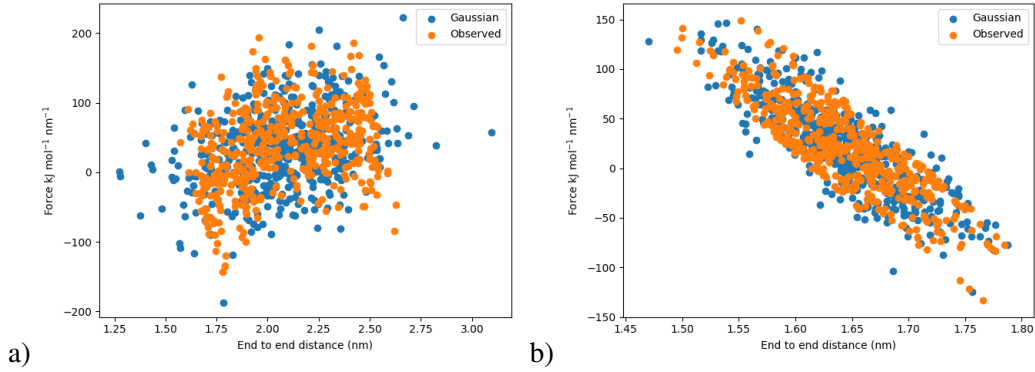 a)
Force kJ mol⁻¹ nm⁻¹
200
100
0
−100
−200
1.25 1.50 1.75 2.00 2.25 2.50 2.75 3.00
End to end distance (nm)
Gaussian
Observed
b)
Force kJ mol⁻¹ nm⁻¹
150
100
50
0
−50
−100
−150
1.45 1.50 1.55 1.60 1.65 1.70 1.75 1.80
End to end distance (nm)
Gaussian
Observed